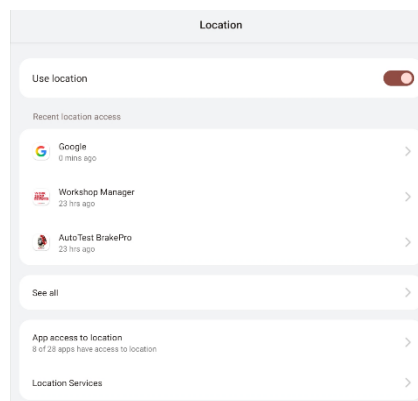 Location
Use location
Recent location access
Google
0 mins ago
Workshop Manager
23 hrs ago
AutoTest BrakePro
23 hrs ago
See all
App access to location
8 of 28 apps have access to location
Location Services